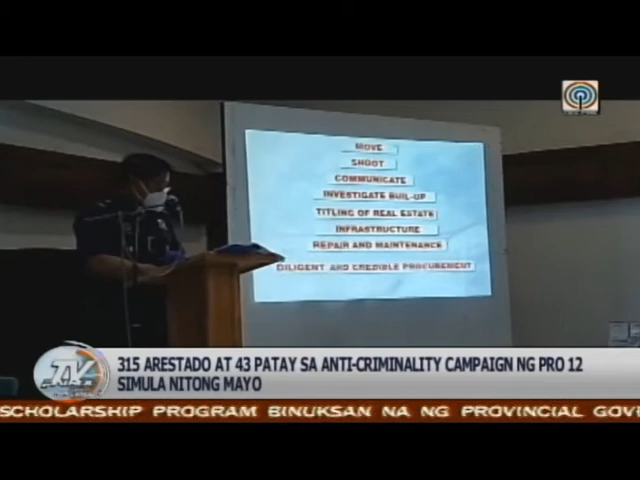 MOVE
SHOOT
COMMUNICATE
INVESTIGATE BUIL-UP
TITLING OF REAL ESTATE
INFRASTRUCTURE
REPAIR AND MAINTENANCE
DILIGENT AND CREDIBLE PROCUREMENT
TV
315 ARESTADO AT 43 PATAY SA ANTI-CRIMINALITY CAMPAIGN NG PRO 12
SIMULA NITONG MAYO
SCHOLARSHIP PROGRAM BINUKSAN NA NG PROVINCIAL GOV